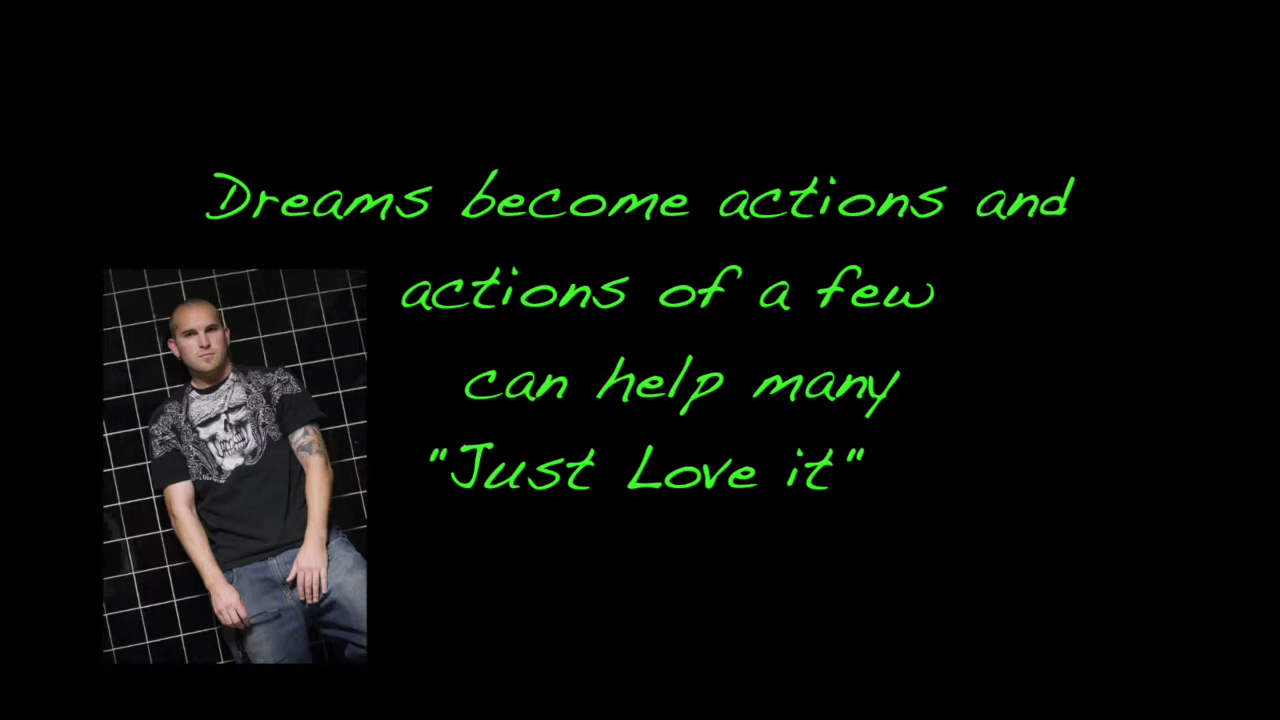 Dreams become actions and
actions of a few
can help many
"Just Love it"